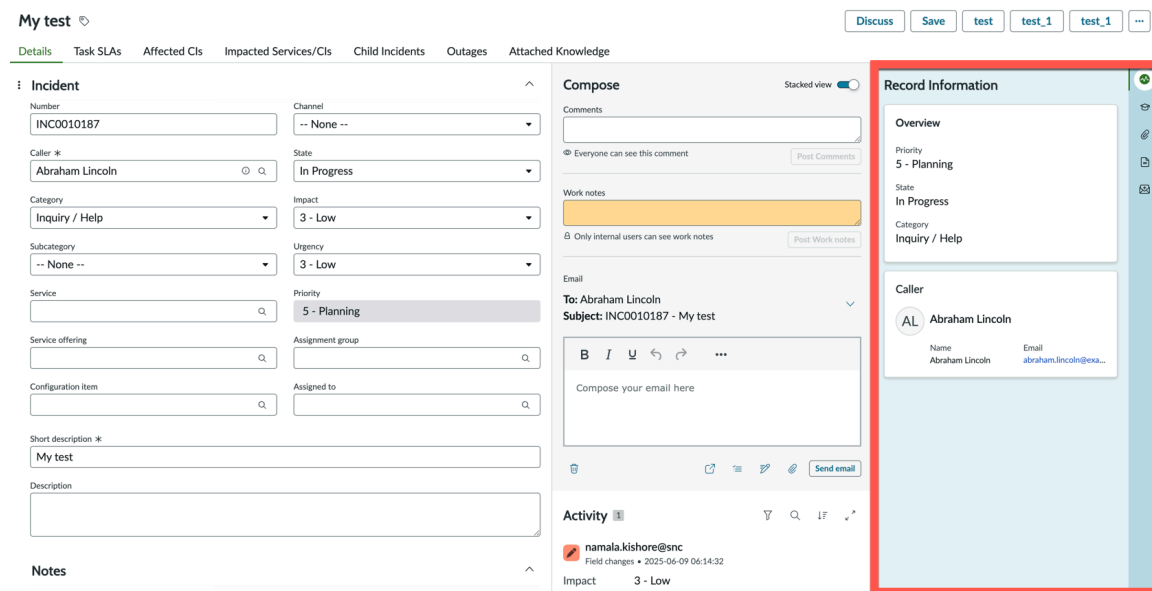 My test
Discuss
Save
test
test_1
test_1
Details
Task SLAs
Affected CIs
Impacted Services/CIs
Child Incidents
Outages
Attached Knowledge
Incident
Number
INC0010187
Channel
-- None --
Caller
Abraham Lincoln
State
In Progress
Category
Inquiry / Help
Impact
3 - Low
Subcategory
-- None --
Urgency
3 - Low
Service
Priority
5 - Planning
Service offering
Assignment group
Configuration item
Assigned to
Short description
My test
Description
Notes
Compose
Stacked view
Comments
Everyone can see this comment
Post Comments
Work notes
Only internal users can see work notes
Post Work notes
Email
To: Abraham Lincoln
Subject: INC0010187 - My test
B I U
Compose your email here
Send email
Activity 1
namala.kishore@snc
Field changes • 2025-06-09 06:14:32
Impact 3 - Low
Record Information
Overview
Priority
5 - Planning
State
In Progress
Category
Inquiry / Help
Caller
AL
Abraham Lincoln
Name
Abraham Lincoln
Email
abraham.lincoln@exa...